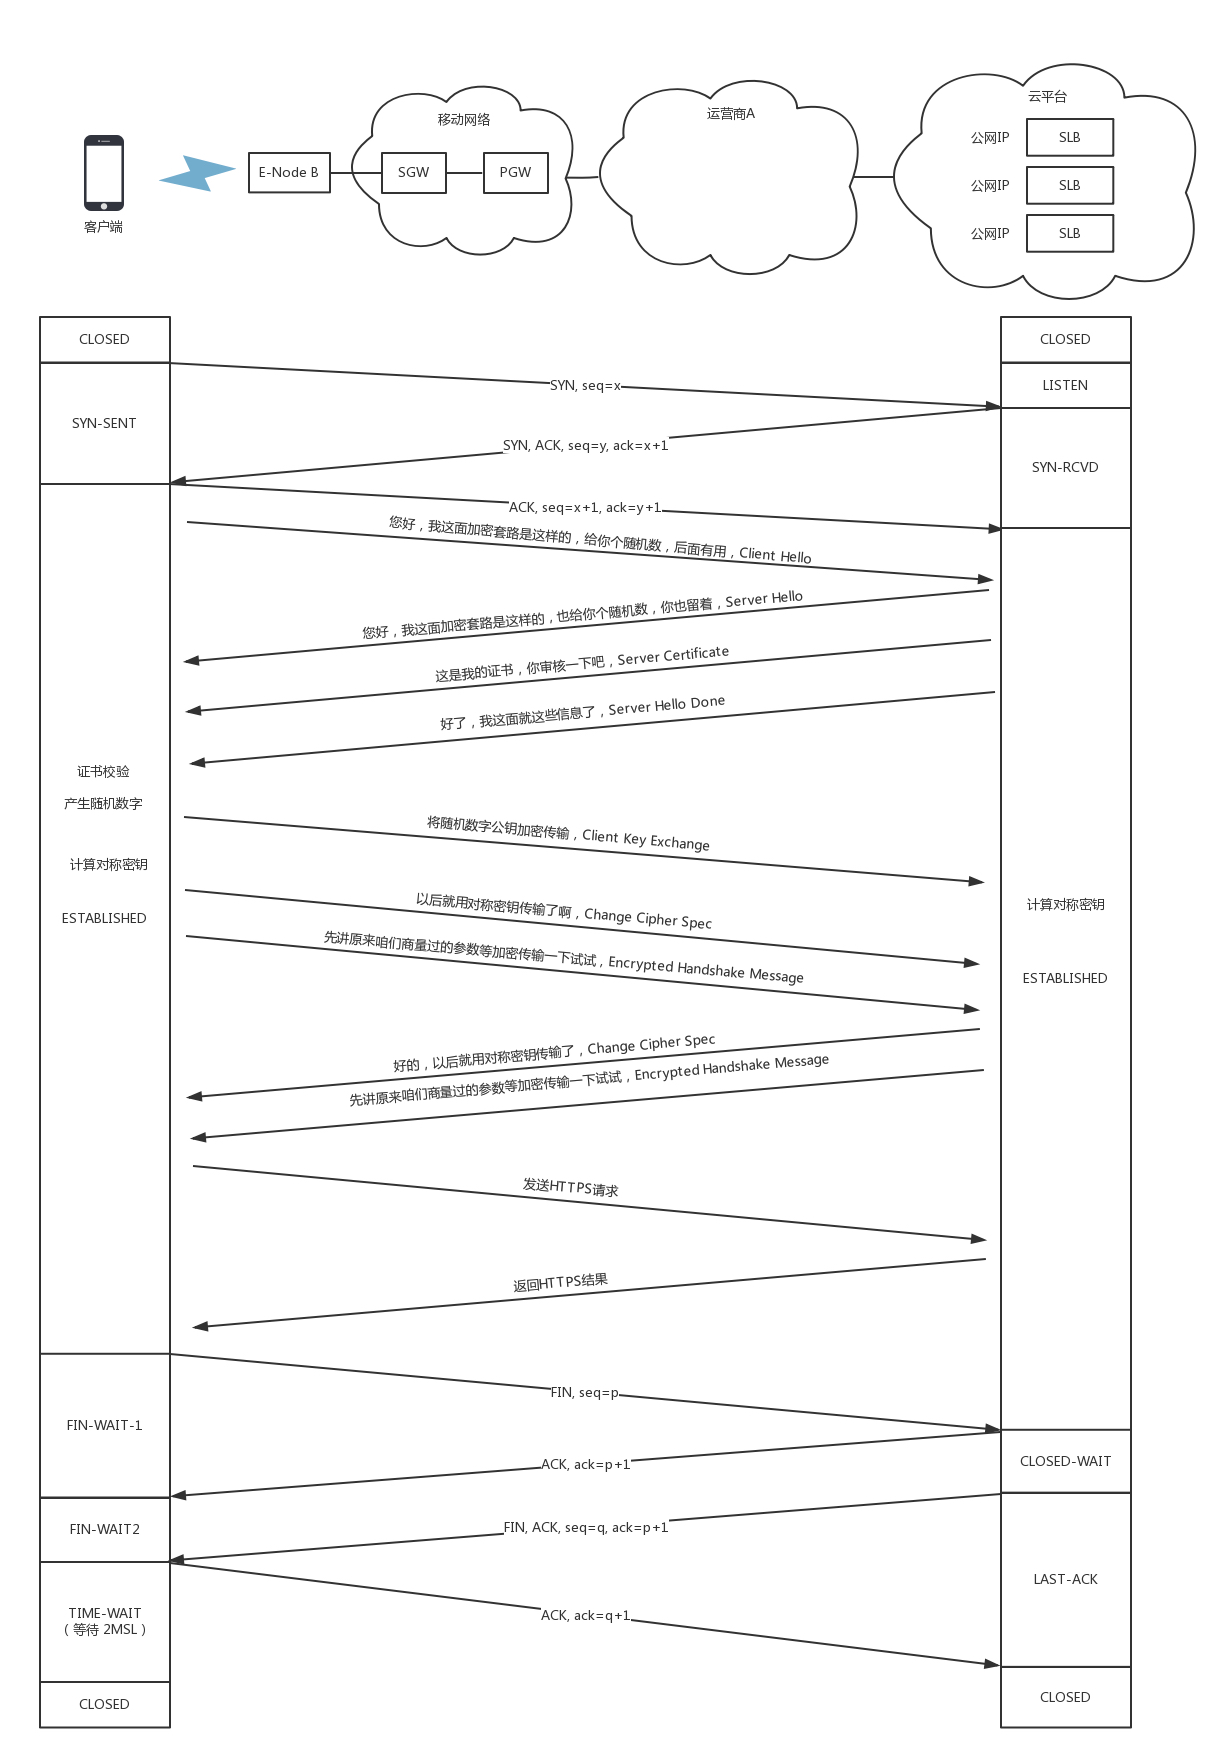 云平台
移动网络
运营商A
公网IP
SLB
E-Node B
SGW
PGW
公网IP
SLB
客户端
公网IP
SLB
CLOSED
CLOSED
SYN, seq=x
LISTEN
SYN-SENT
SYN, ACK, seq=y, ack=x+1
SYN-RCVD
ACK, seq=x+1, ack=y+1
您好，我这面加密套路是这样的，给你个随机数，后面有用，Client Hello
您好，我这面加密套路是这样的，也给你个随机数，你也留着，Server Hello
这是我的证书，你审核一下吧，Server Certificate
好了，我这面就这些信息了，Server Hello Done
证书校验
产生随机数字
将随机数字公钥加密传输，Client Key Exchange
计算对称密钥
以后就用对称密钥传输了啊，Change Cipher Spec
计算对称密钥
ESTABLISHED
先讲原来咱们商量过的参数等加密传输一下试试，Encrypted Handshake Message
ESTABLISHED
好的，以后就用对称密钥传输了，Change Cipher Spec
先讲原来咱们商量过的参数等加密传输一下试试，Encrypted Handshake Message
发送HTTPS请求
返回HTTPS结果
FIN, seq=p
FIN-WAIT-1
ACK, ack=p+1
CLOSED-WAIT
FIN-WAIT2
FIN, ACK, seq=q, ack=p+1
LAST-ACK
TIME-WAIT
（等待 2MSL）
ACK, ack=q+1
CLOSED
CLOSED